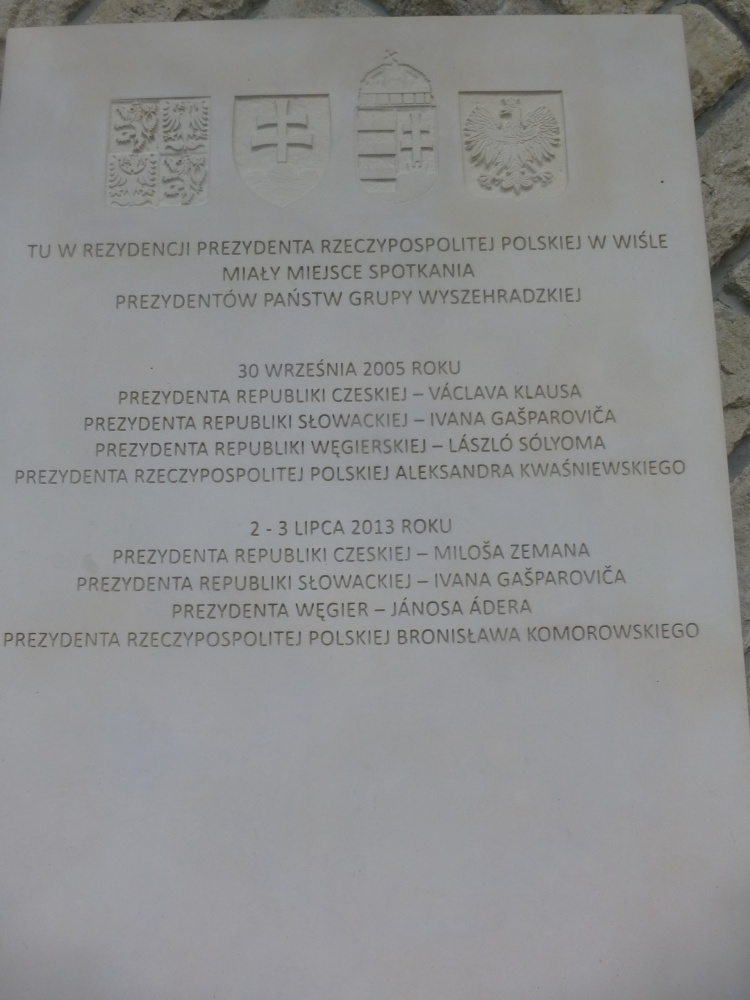 TU W REZYDENCJI PREZYDENTA RZECZYPOSPOLITEJ POLSKIEJ W WIŚLE
MIAŁY MIEJSCE SPOTKANIA
PREZYDENTÓW PAŃSTW GRUPY WYSZEHRADZKIEJ
30 WRZEŚNIA 2005 ROKU
PREZYDENTA REPUBLIKI CZESKIEJ – VÁCLAVA KLAUSA
PREZYDENTA REPUBLIKI SŁOWACKIEJ – IVANA GAŠPAROVIČA
PREZYDENTA REPUBLIKI WĘGIERSKIEJ – LÁSZLÓ SÓLYOMA
PREZYDENTA RZECZYPOSPOLITEJ POLSKIEJ ALEKSANDRA KWAŚNIEWSKIEGO
2 - 3 LIPCA 2013 ROKU
PREZYDENTA REPUBLIKI CZESKIEJ – MILOŠA ZEMANA
PREZYDENTA REPUBLIKI SŁOWACKIEJ – IVANA GAŠPAROVIČA
PREZYDENTA WĘGIER – JÁNOSA ÁDERA
PREZYDENTA RZECZYPOSPOLITEJ POLSKIEJ BRONISŁAWA KOMOROWSKIEGO